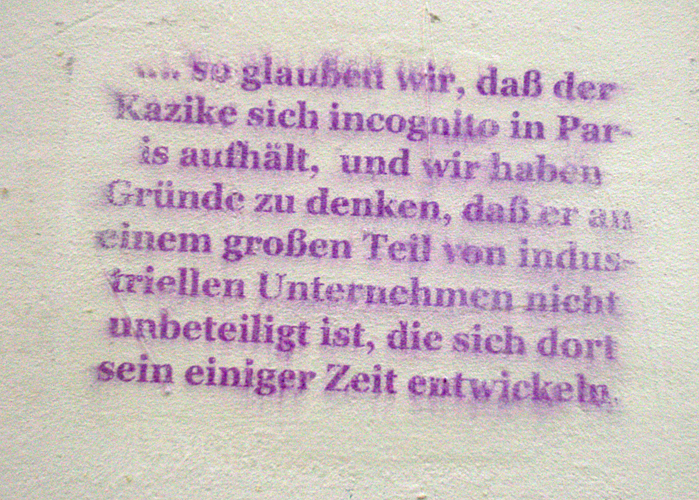 ... so glauben wir, daß der
Kazike sich incognito in Par-
is aufhält, und wir haben
Gründe zu denken, daß er an
einem großen Teil von indus-
triellen Unternehmen nicht
unbeteiligt ist, die sich dort
sein einiger Zeit entwickeln.